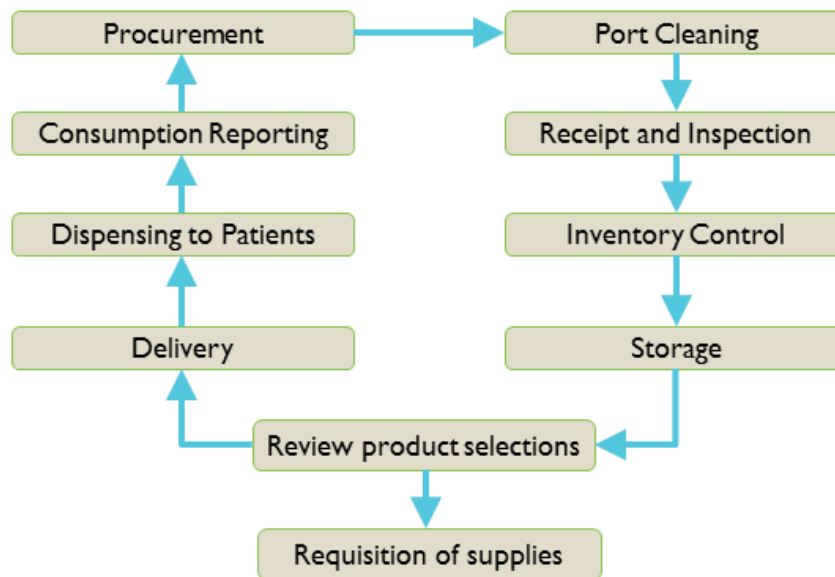 Procurement
Port Cleaning
Consumption Reporting
Receipt and Inspection
Dispensing to Patients
Inventory Control
Delivery
Storage
Review product selections
Requisition of supplies